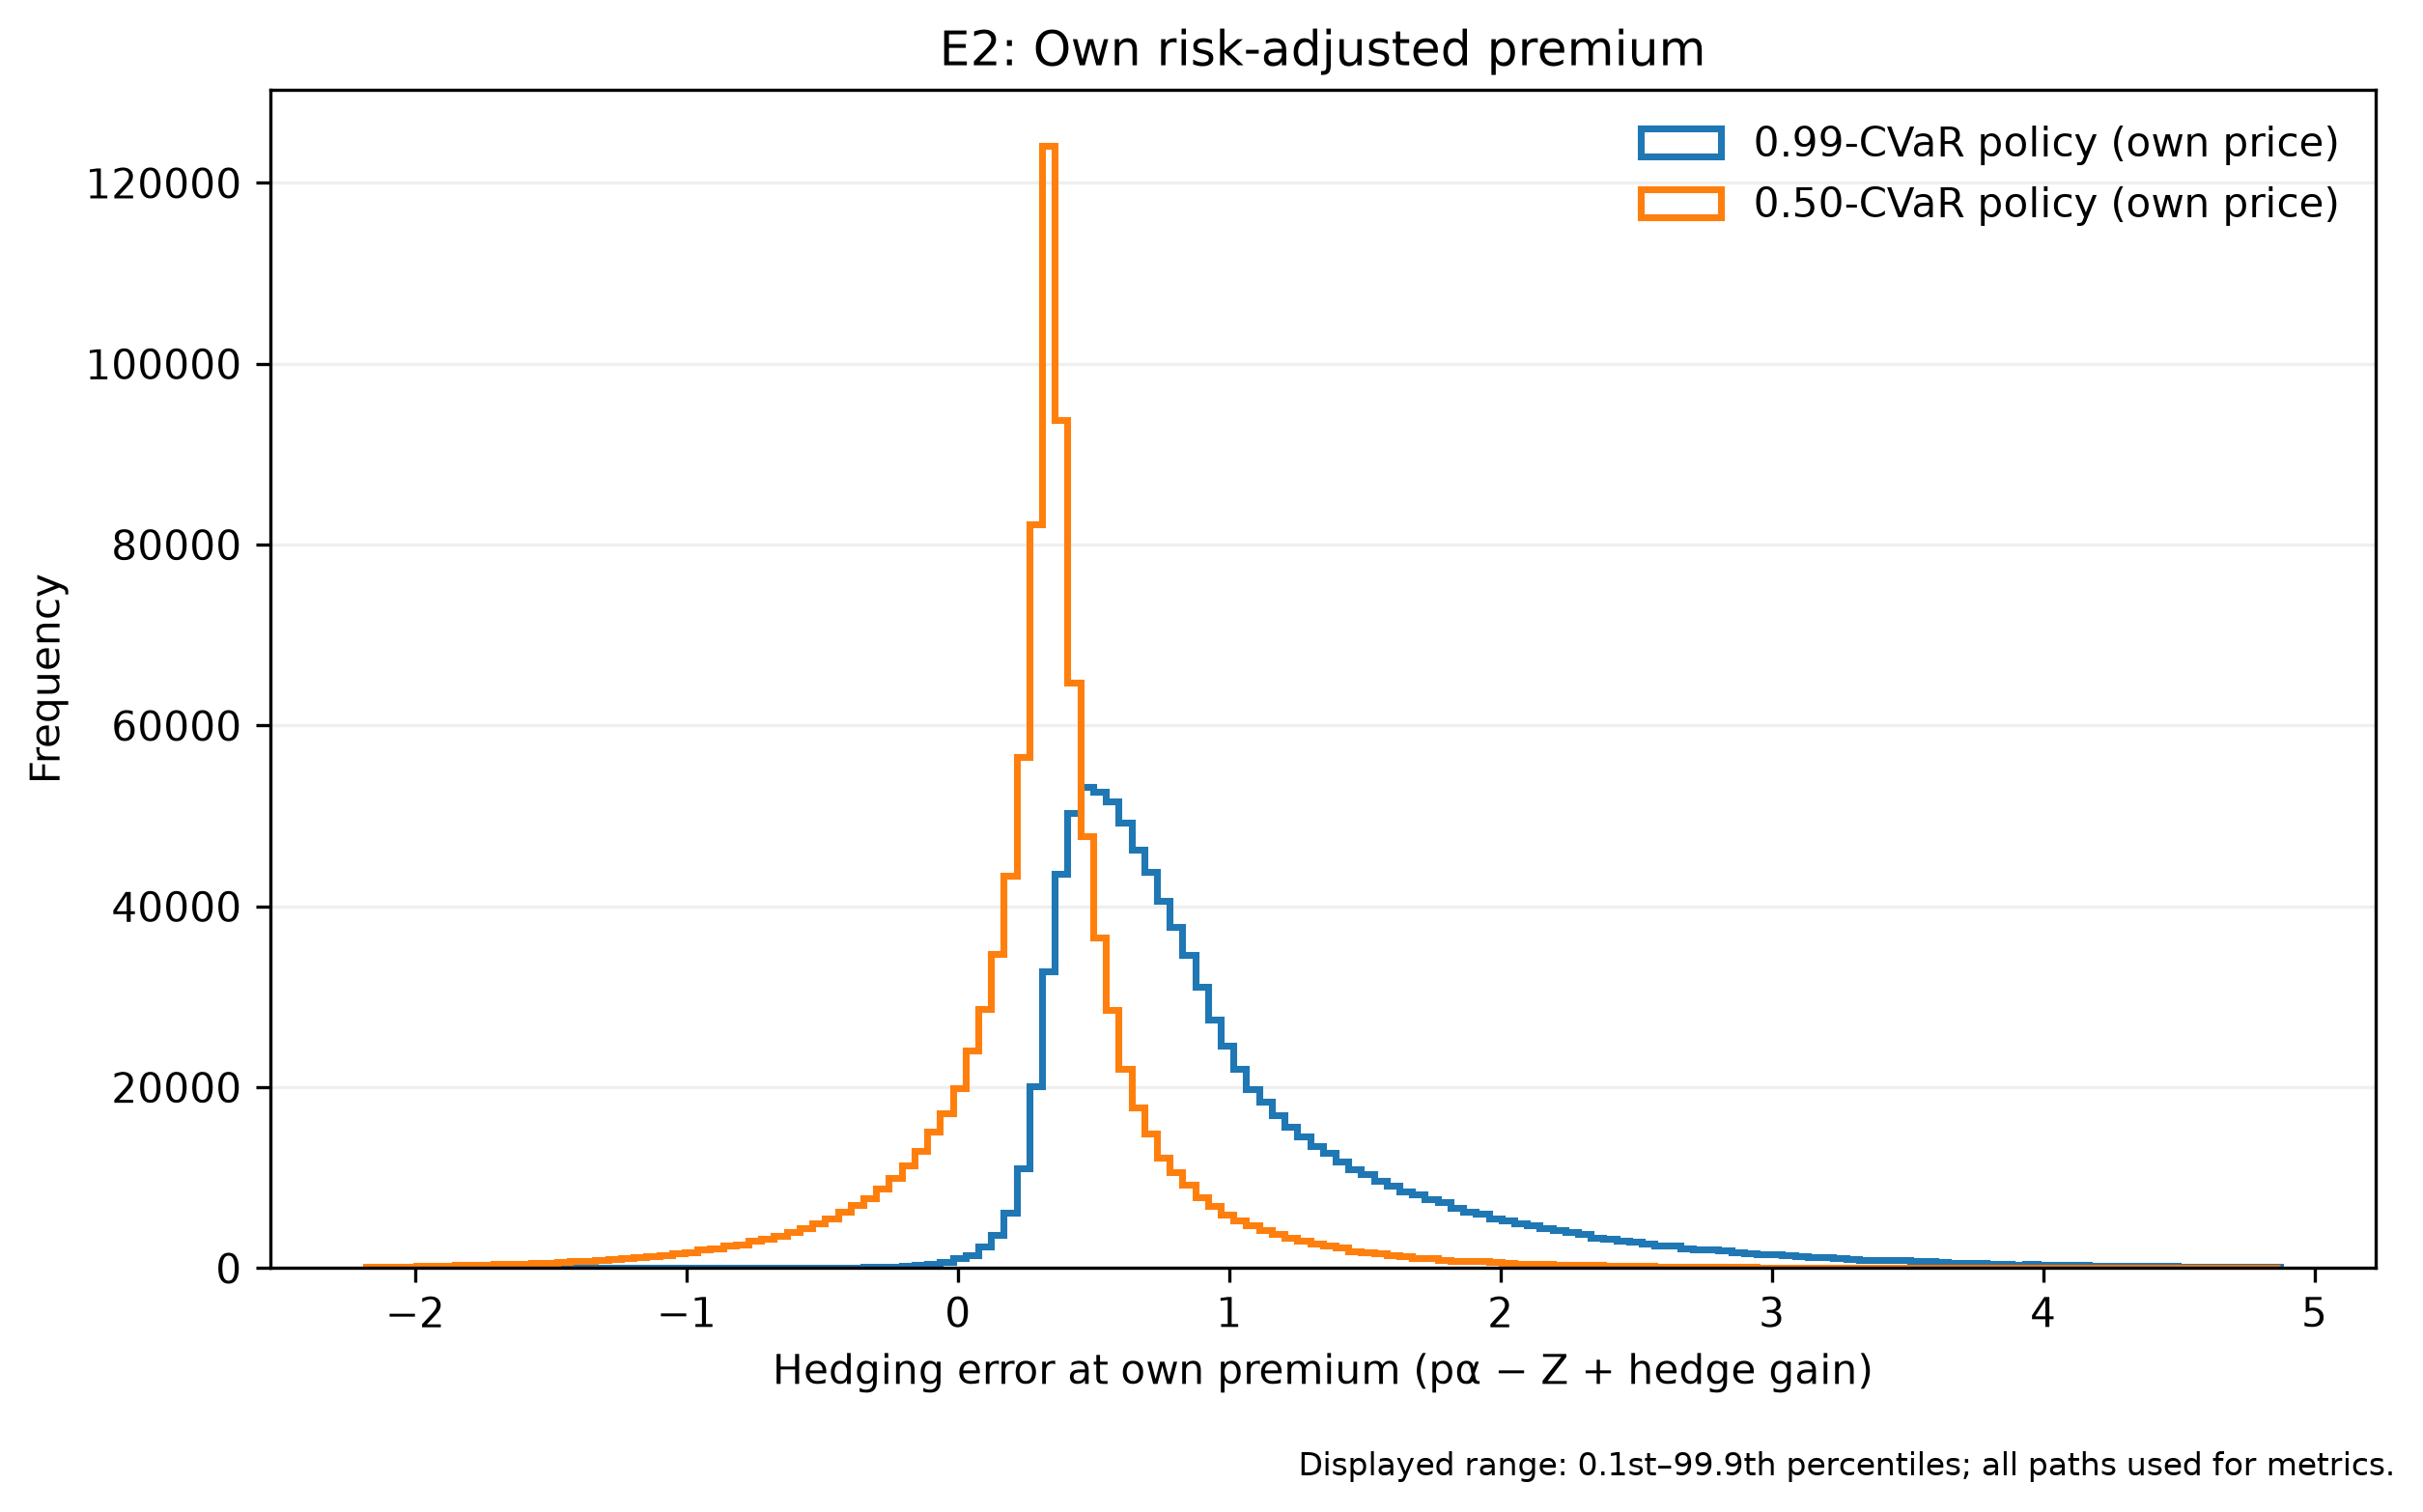 E2: Own risk-adjusted premium
0.99-CVaR policy (own price)
0.50-CVaR policy (own price)
Frequency
120000
100000
80000
60000
40000
20000
0
−2
−1
0
1
2
3
4
5
Hedging error at own premium (pα − Z + hedge gain)
Displayed range: 0.1st–99.9th percentiles; all paths used for metrics.